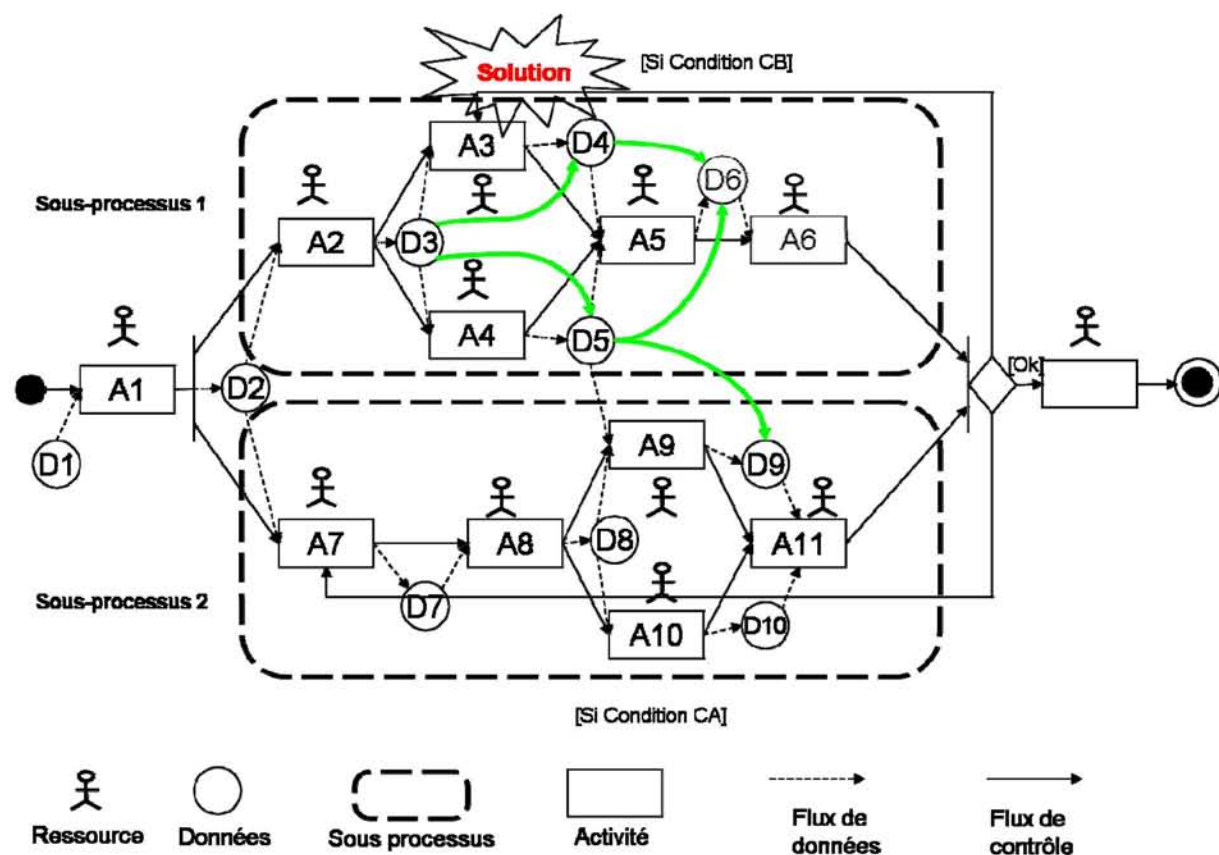 Solution
[Si Condition CB]
A3
D4
D6
Sous-processus 1
A2
D3
A5
A6
A4
D5
[Ok]
A1
D2
D1
A9
D9
A7
A8
D8
A11
Sous-processus 2
D7
A10
D10
[Si Condition CA]
Ressource
Données
Sous processus
Activité
Flux de
données
Flux de
contrôle